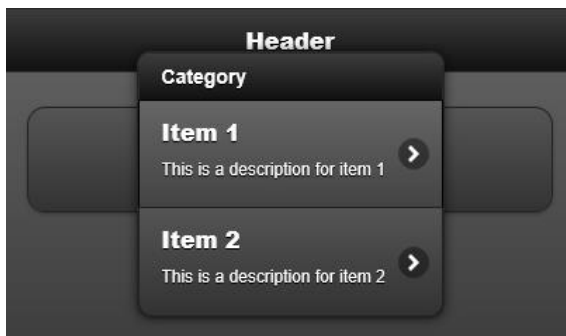 Header
Category
Item 1
This is a description for item 1
Item 2
This is a description for item 2